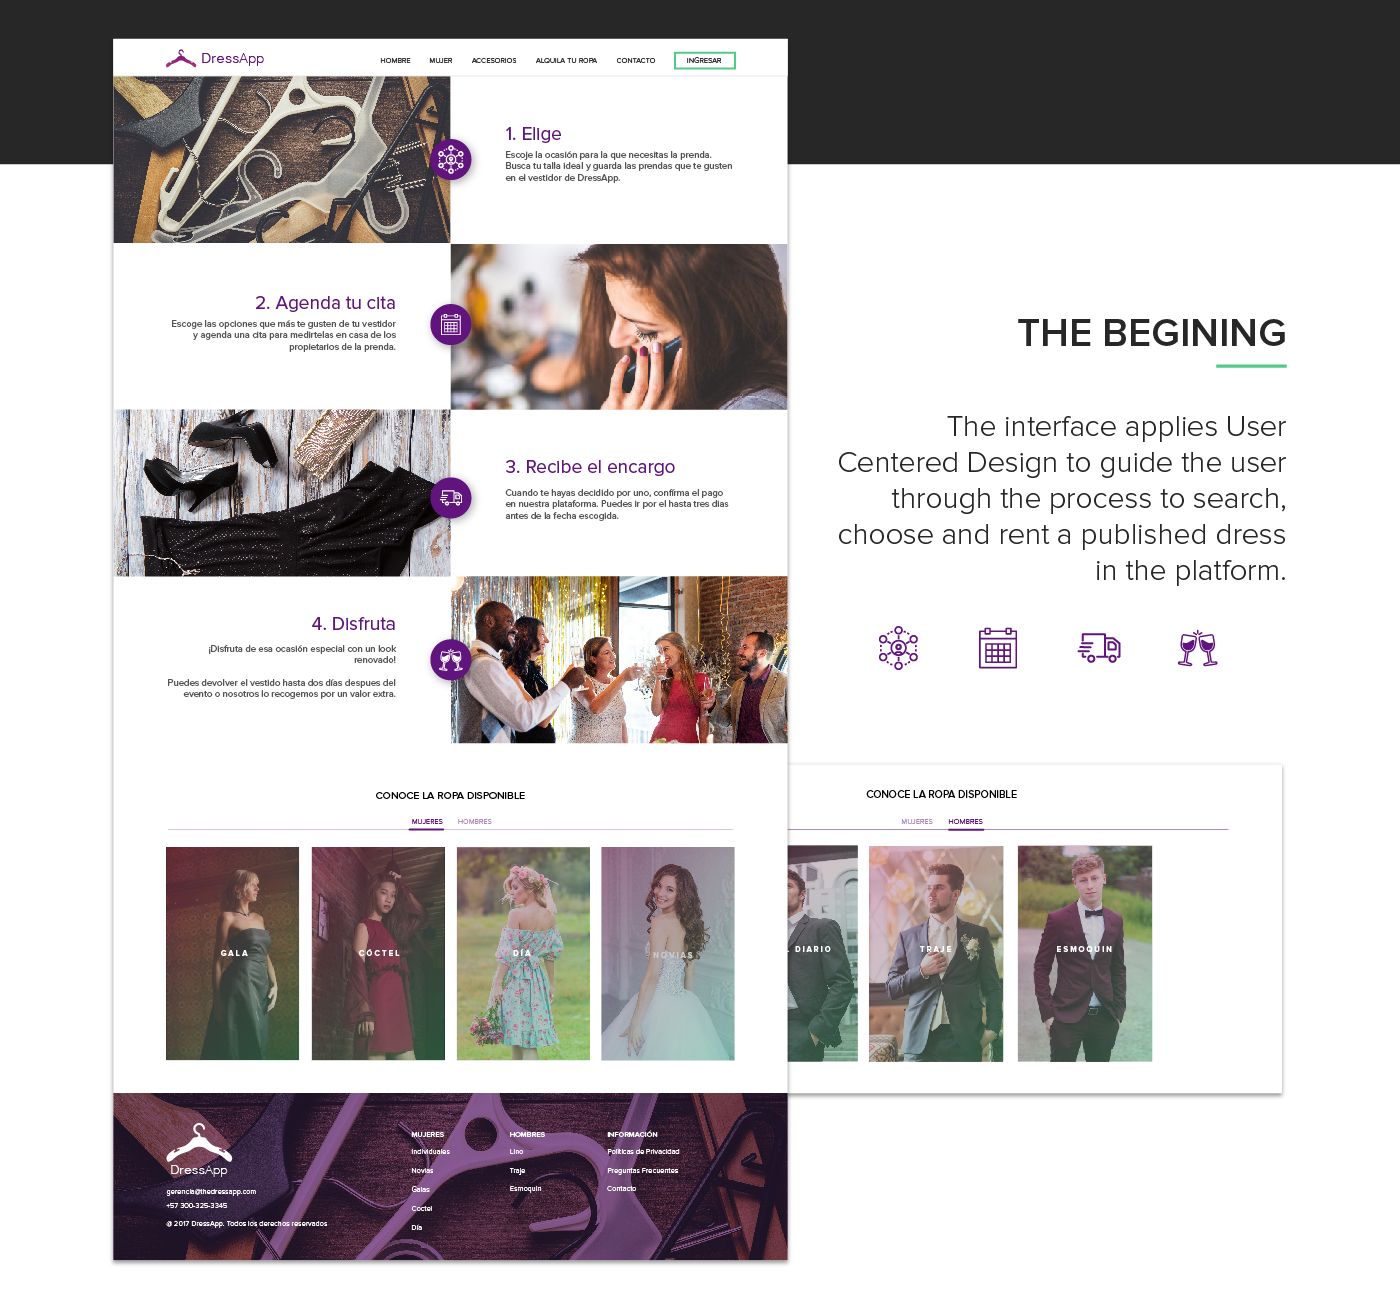 DressApp
HOMBRE MUJER ACCESORIOS ALQUILA TU ROPA CONTACTO INGRESAR
1. Elige
Escoje la ocasión para la que necesitas la prenda.
Busca tu talla ideal y guarda las prendas que te gusten
en el vestidor de DressApp.
2. Agenda tu cita
Escoge las opciones que más te gusten de tu vestidor
y agenda una cita para medirtelas en casa de los
propietarios de la prenda.
3. Recibe el encargo
Cuando te hayas decidido por uno, confírma el pago
en nuestra plataforma. Puedes ir por el hasta tres dias
antes de la fecha escogida.
4. Disfruta
¡Disfruta de esa ocasión especial con un look
renovado!
Puedes devolver el vestido hasta dos días despues del
evento o nosotros lo recogemos por un valor extra.
CONOCE LA ROPA DISPONIBLE
MUJERES HOMBRES
GALA
CÓCTEL
DÍA
NOVIAS
DressApp
gerencia@thedressapp.com
+57 300-325-3345
@ 2017 DressApp. Todos los derechos reservados
MUJERES
Individuales
Novias
Galas
Coctel
Día
HOMBRES
Lino
Traje
Esmoquin
INFORMACIÓN
Políticas de Privacidad
Preguntas Frecuentes
Contacto
THE BEGINING
The interface applies User
Centered Design to guide the user
through the process to search,
choose and rent a published dress
in the platform.
CONOCE LA ROPA DISPONIBLE
MUJERES HOMBRES
DIARIO
TRAJE
ESMOQUIN